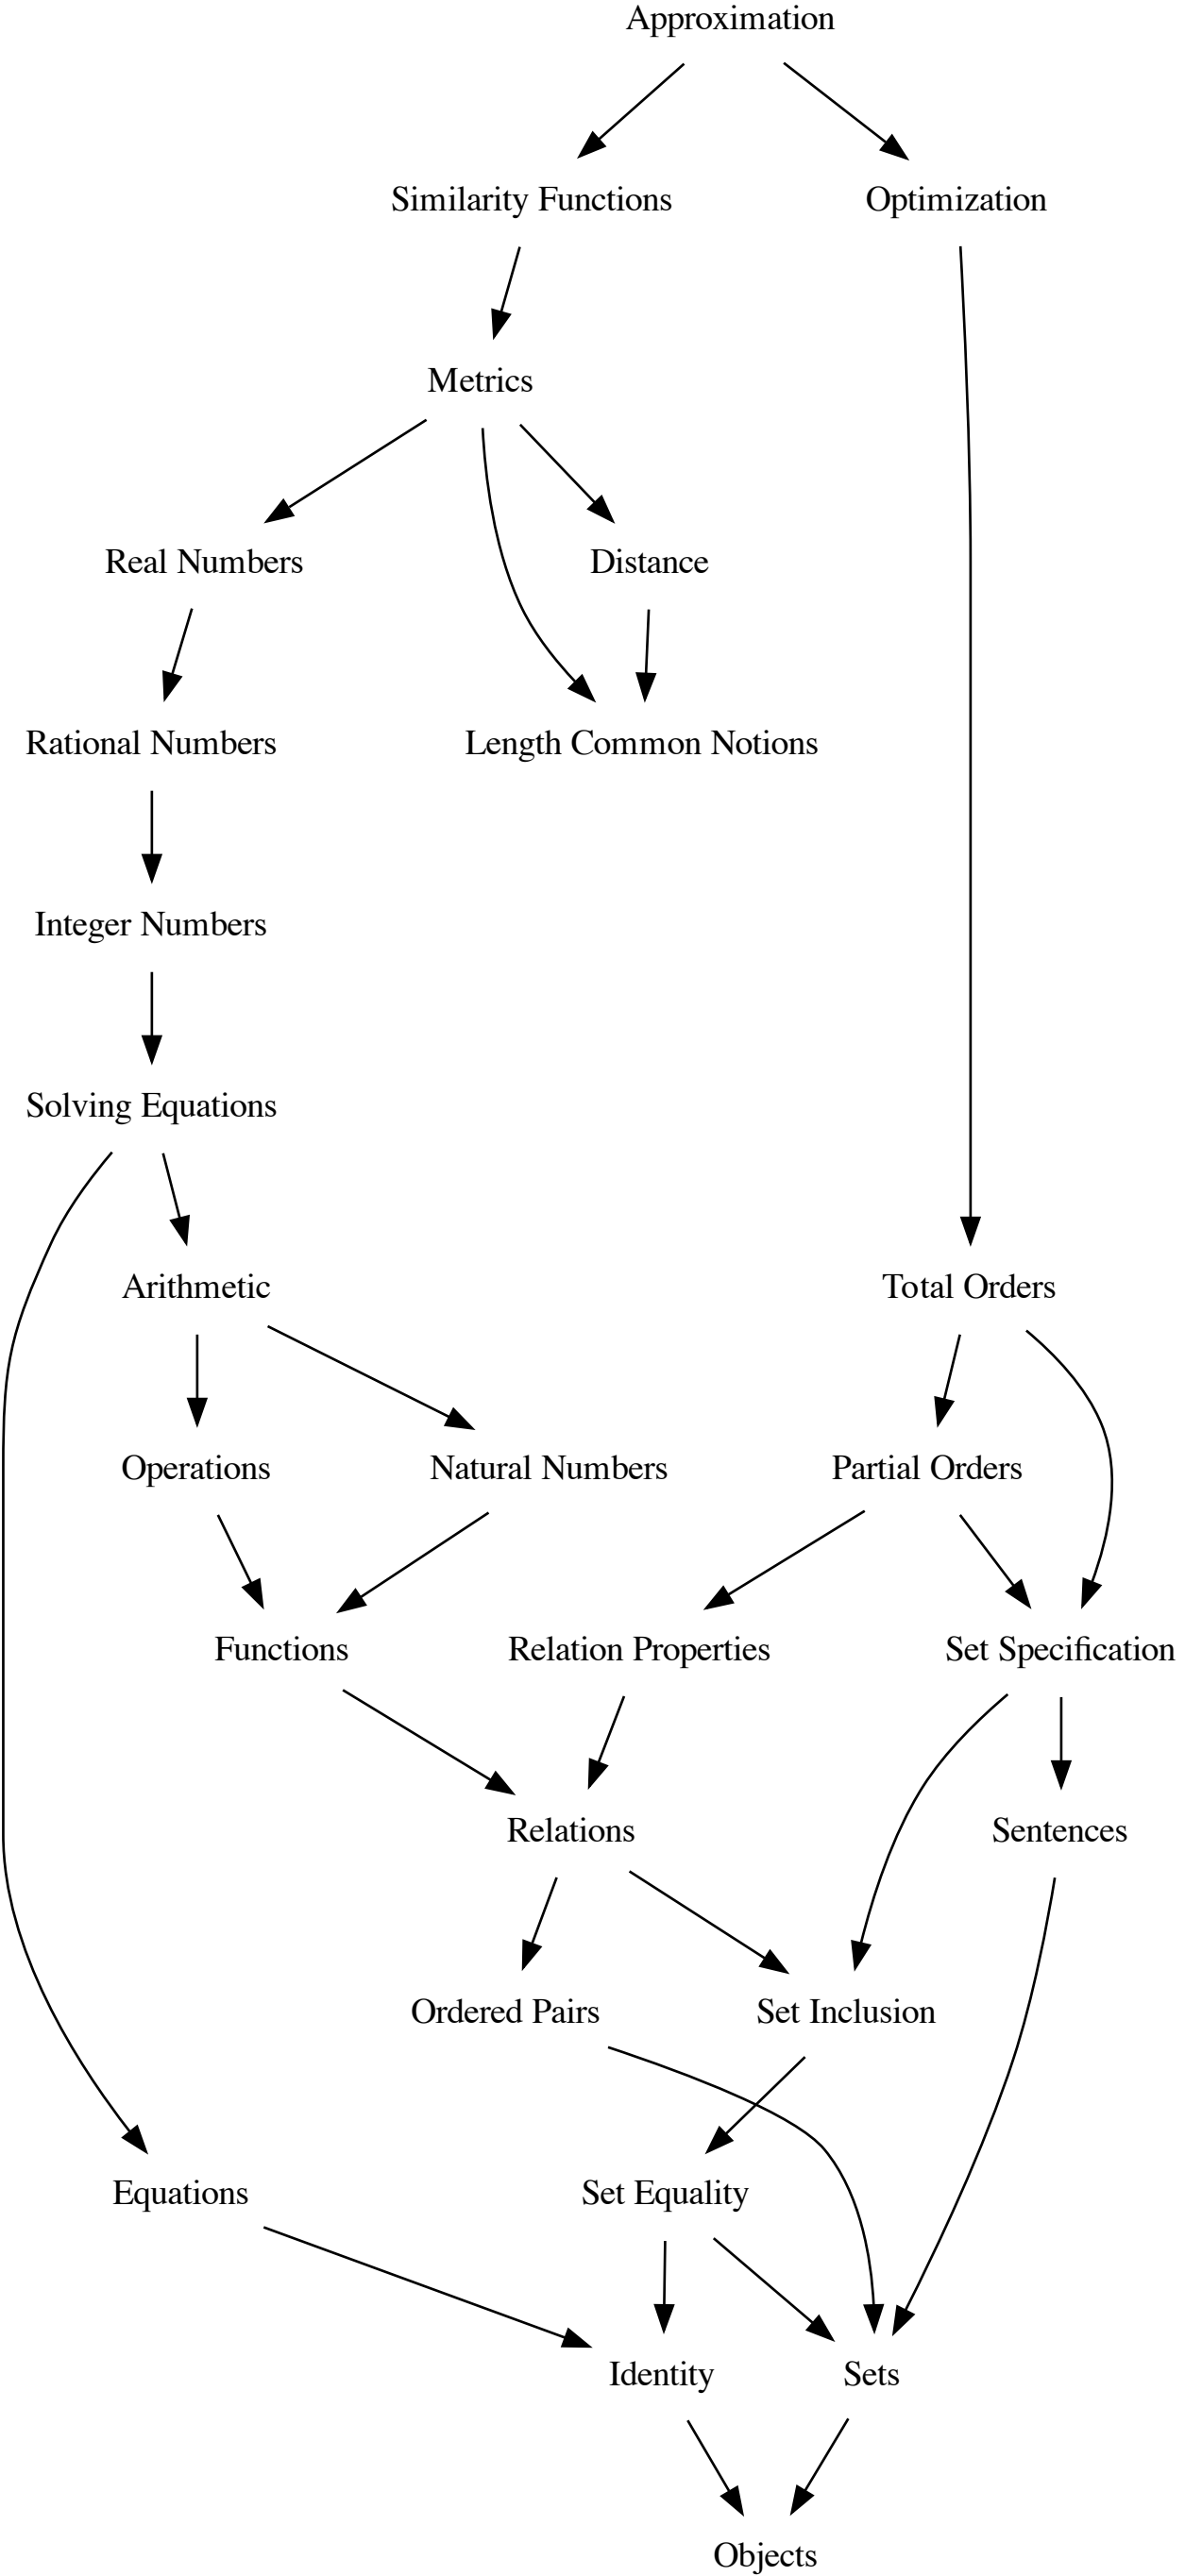 Approximation
Similarity Functions
Optimization
Metrics
Real Numbers
Distance
Rational Numbers
Length Common Notions
Integer Numbers
Solving Equations
Arithmetic
Total Orders
Operations
Natural Numbers
Partial Orders
Functions
Relation Properties
Set Specification
Relations
Sentences
Ordered Pairs
Set Inclusion
Equations
Set Equality
Identity
Sets
Objects